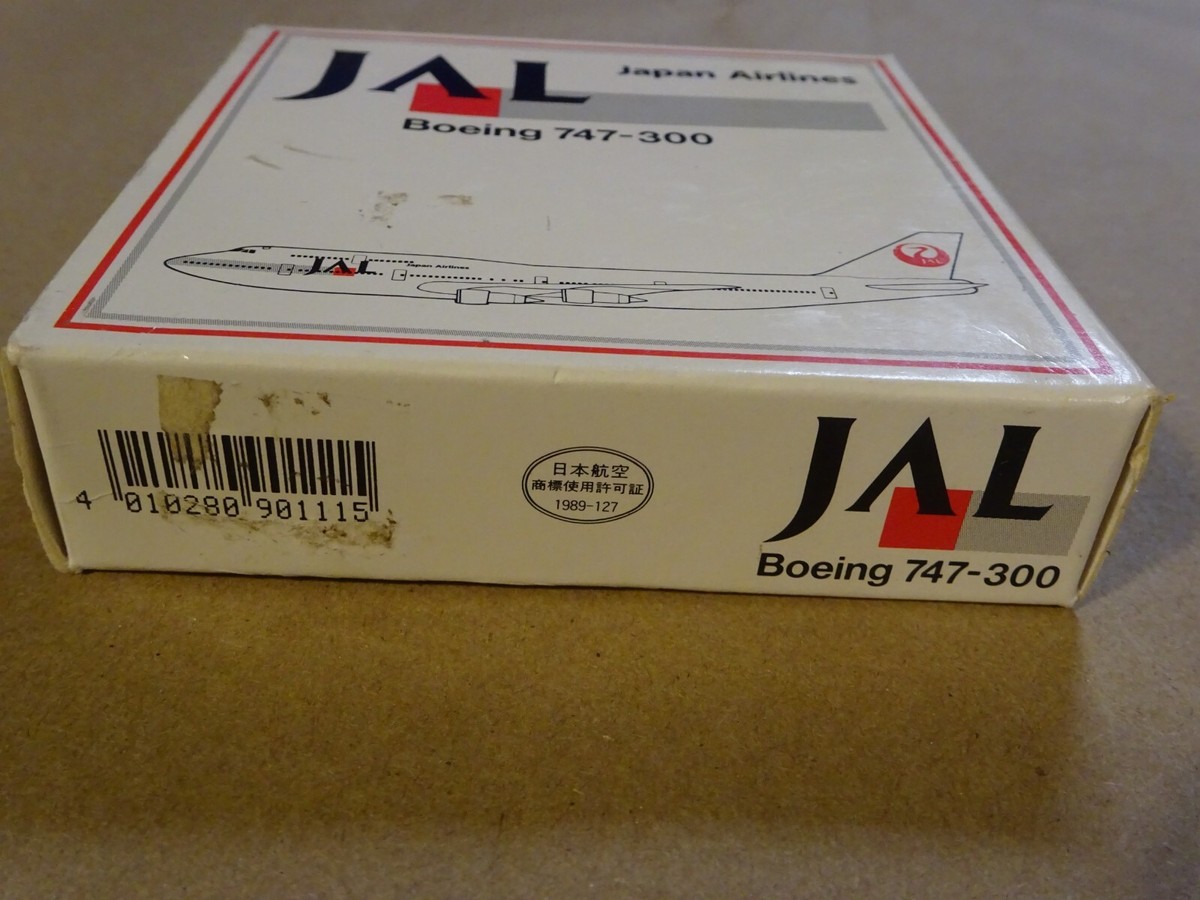 JAL
Japan Airlines
Boeing 747-300
JAL
Japan Airlines
JAL
4 010280 901115
日本航空
商標使用許可証
1989-127
JAL
Boeing 747-300